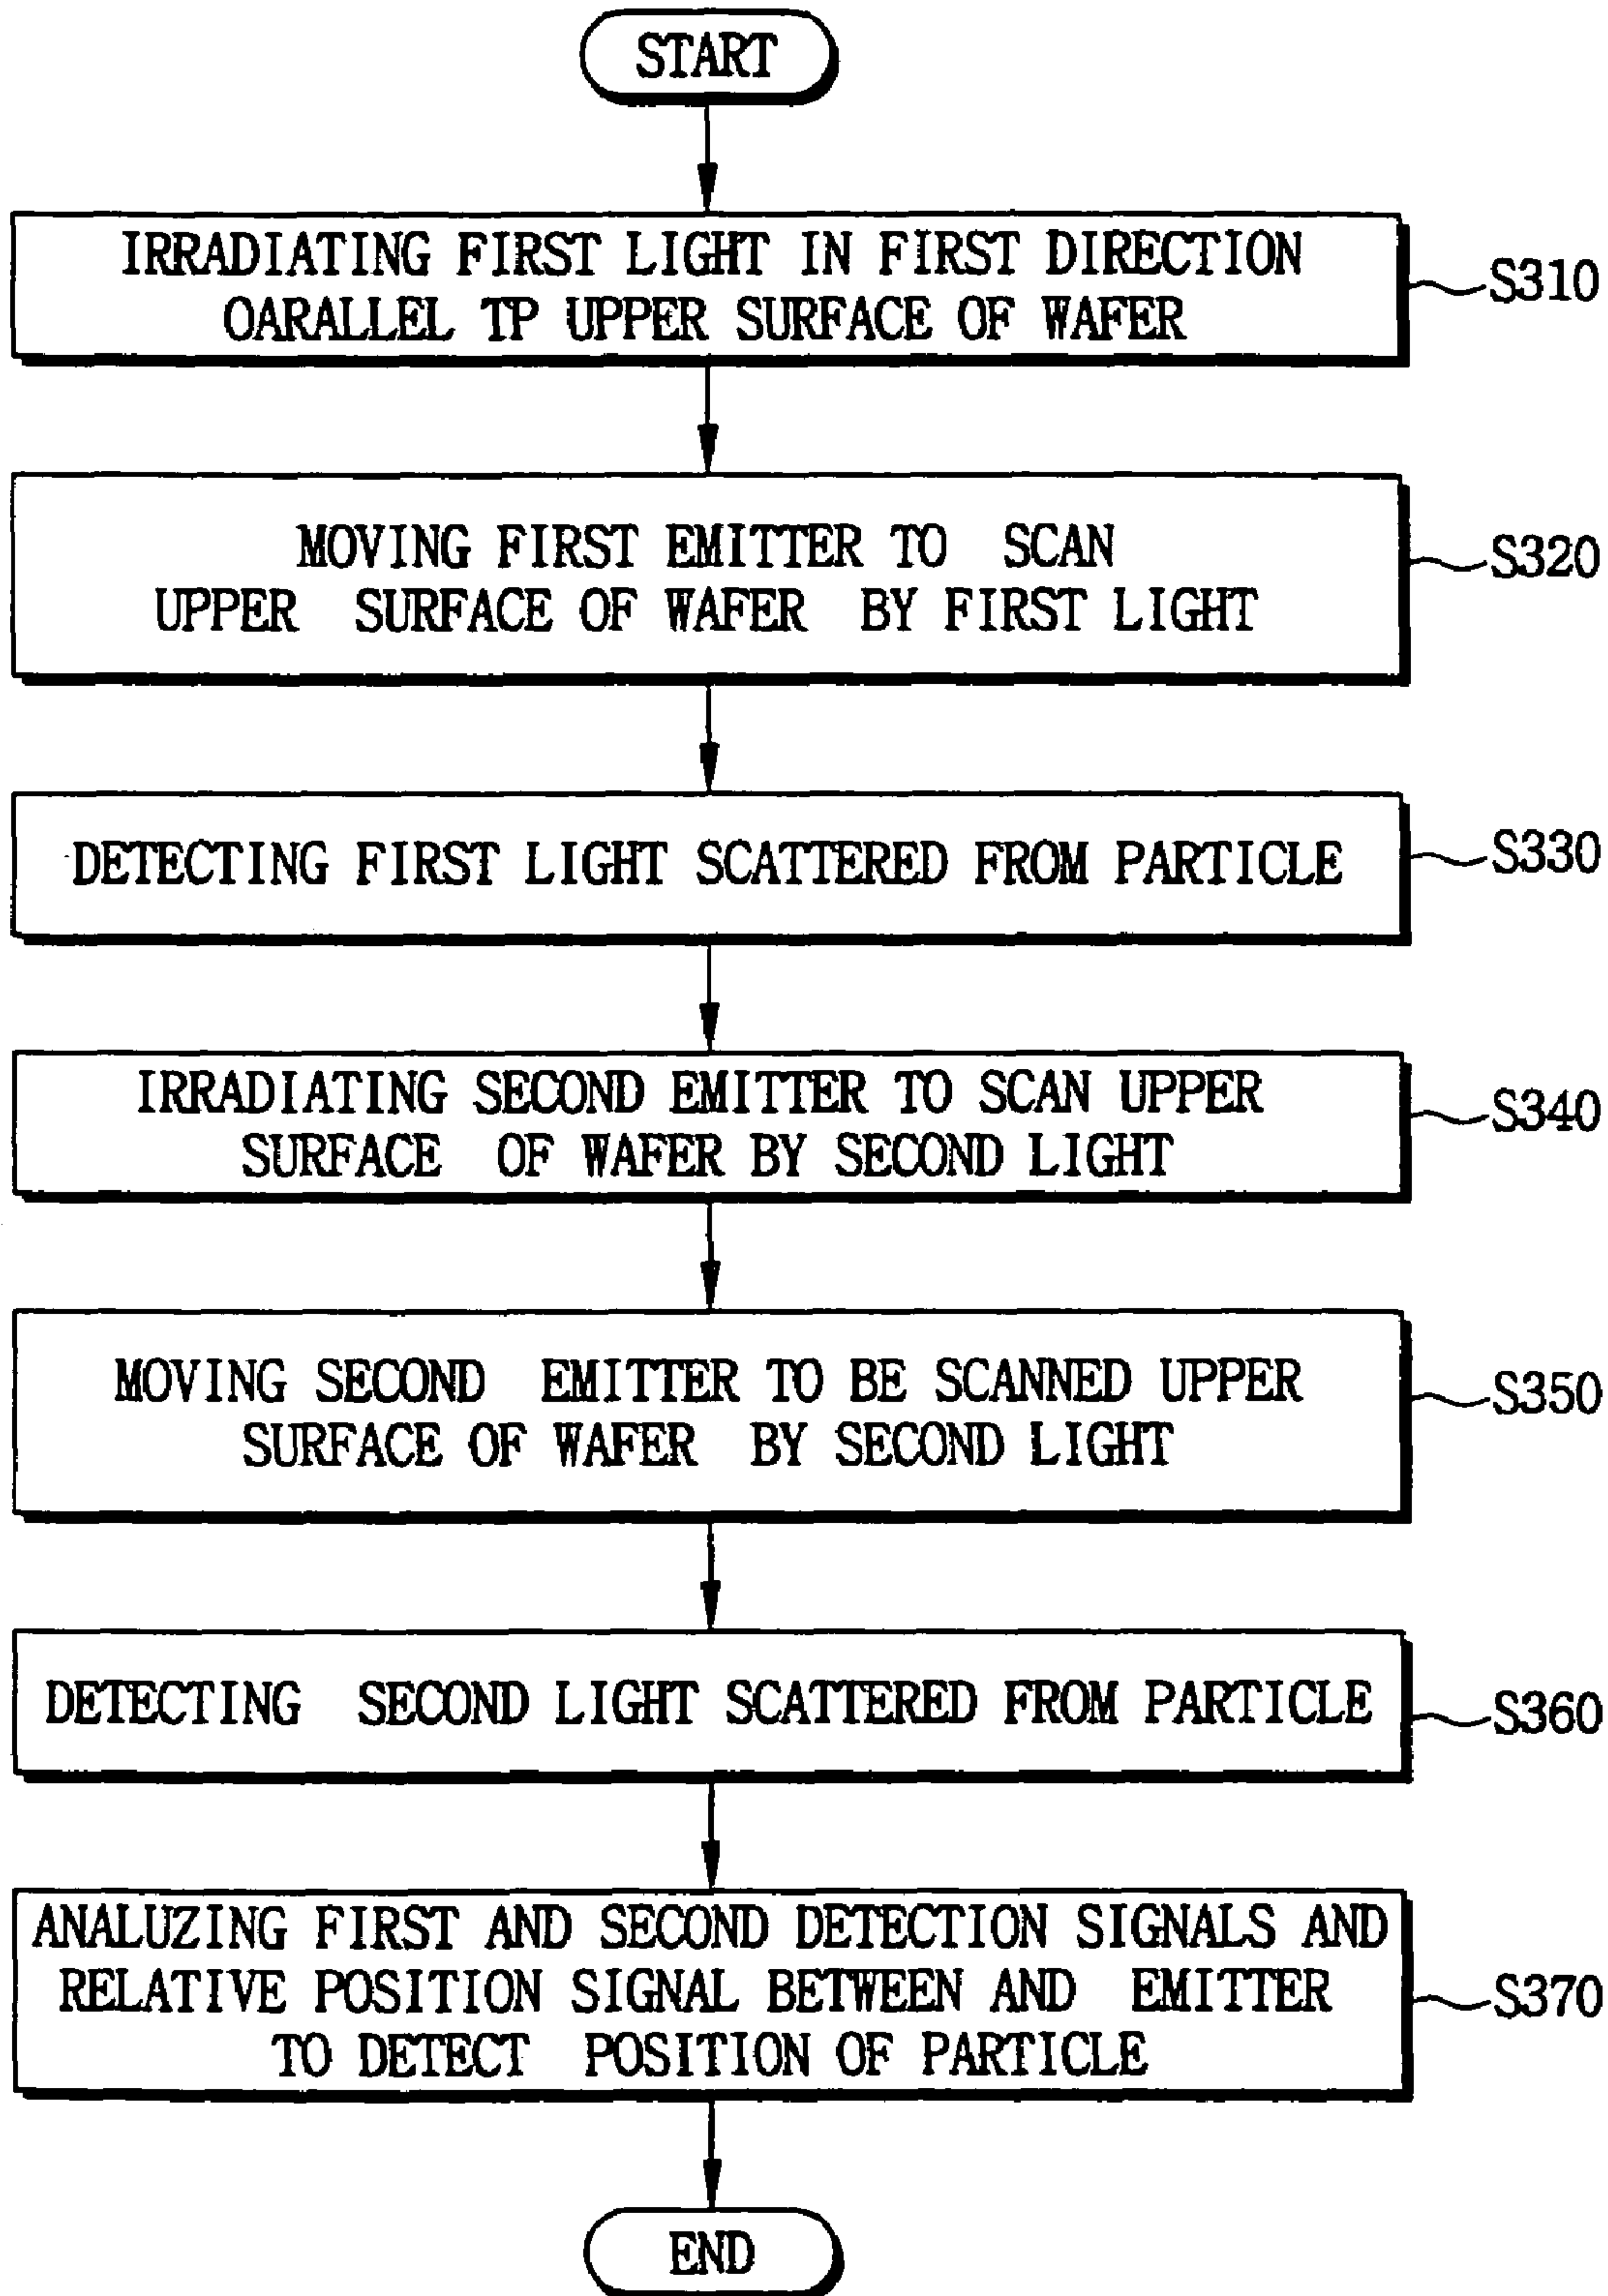 START
IRRADIATING FIRST LIGHT IN FIRST DIRECTION
OARALLEL TP UPPER SURFACE OF WAFER
S310
MOVING FIRST EMITTER TO SCAN
UPPER SURFACE OF WAFER BY FIRST LIGHT
S320
DETECTING FIRST LIGHT SCATTERED FROM PARTICLE
S330
IRRADIATING SECOND EMITTER TO SCAN UPPER
SURFACE OF WAFER BY SECOND LIGHT
S340
MOVING SECOND EMITTER TO BE SCANNED UPPER
SURFACE OF WAFER BY SECOND LIGHT
S350
DETECTING SECOND LIGHT SCATTERED FROM PARTICLE
S360
ANALUZING FIRST AND SECOND DETECTION SIGNALS AND
RELATIVE POSITION SIGNAL BETWEEN AND EMITTER
TO DETECT POSITION OF PARTICLE
S370
END